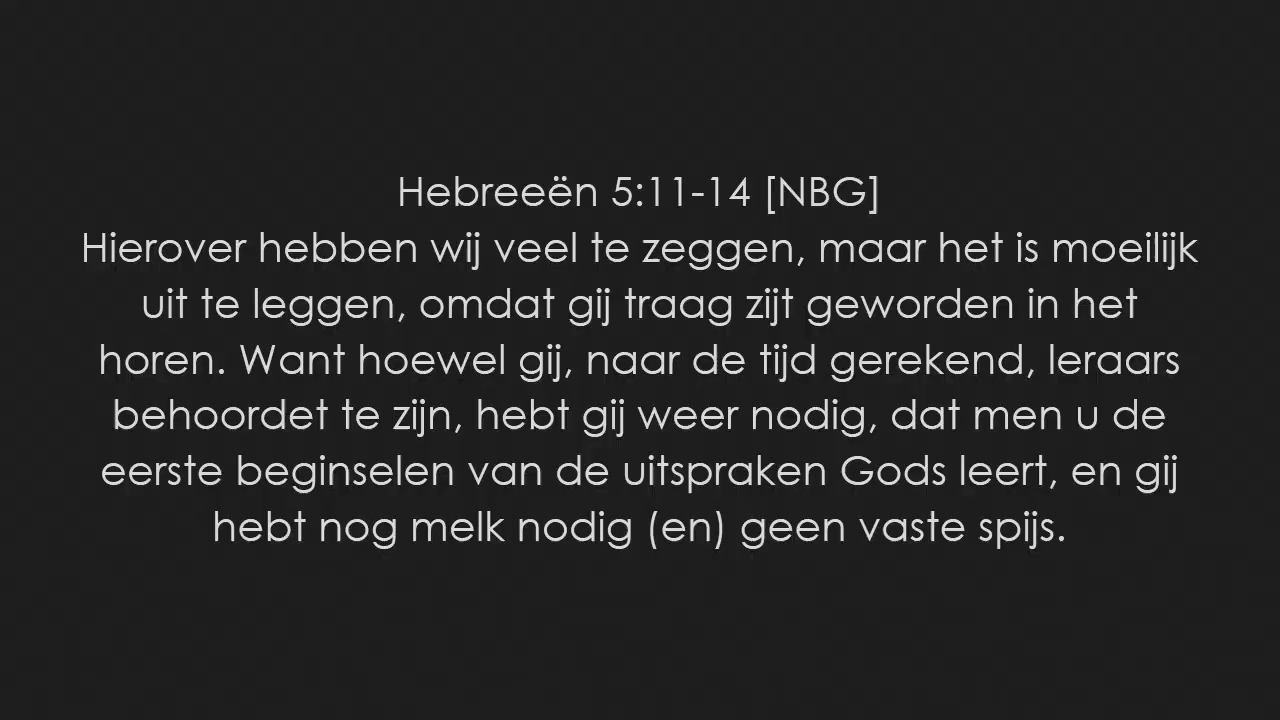 Hebreeën 5:11-14 [NBG]
Hierover hebben wij veel te zeggen, maar het is moeilijk
uit te leggen, omdat gij traag zijt geworden in het
horen. Want hoewel gij, naar de tijd gerekend, leraars
behoordet te zijn, hebt gij weer nodig, dat men u de
eerste beginselen van de uitspraken Gods leert, en gij
hebt nog melk nodig (en) geen vaste spijs.